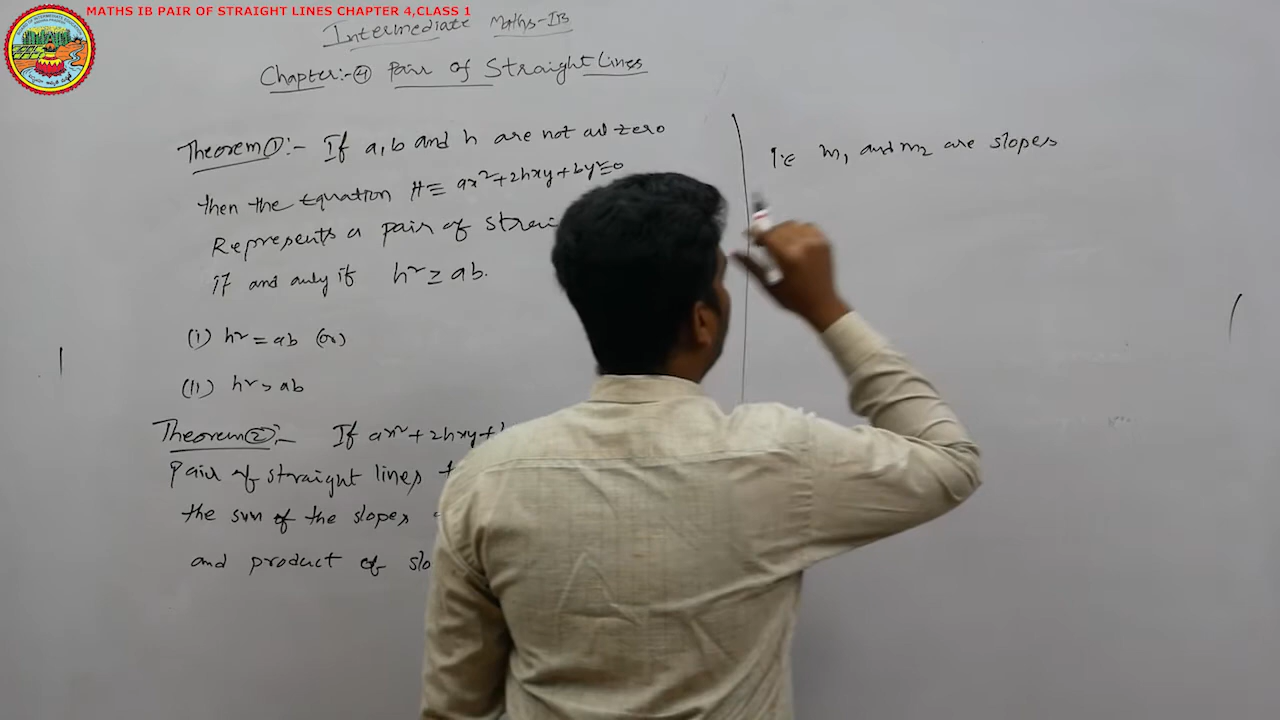 MATHS IB PAIR OF STRAIGHT LINES CHAPTER 4,CLASS 1
Intermediate Maths-IB
Chapter:-④ Pair of Straight Lines
Theorem①:- If a,b and h are not all zero
then the Equation H≡ ax²+2hxy+by²=0
Represents a pair of strai
if and only if h² ≥ ab.
(i) h² = ab (or)
(ii) h² > ab
Theorem②:- If ax²+2hxy+
pair of straight lines
the sum of the slopes
and product of slo
i.e m₁ and m₂ are slopes